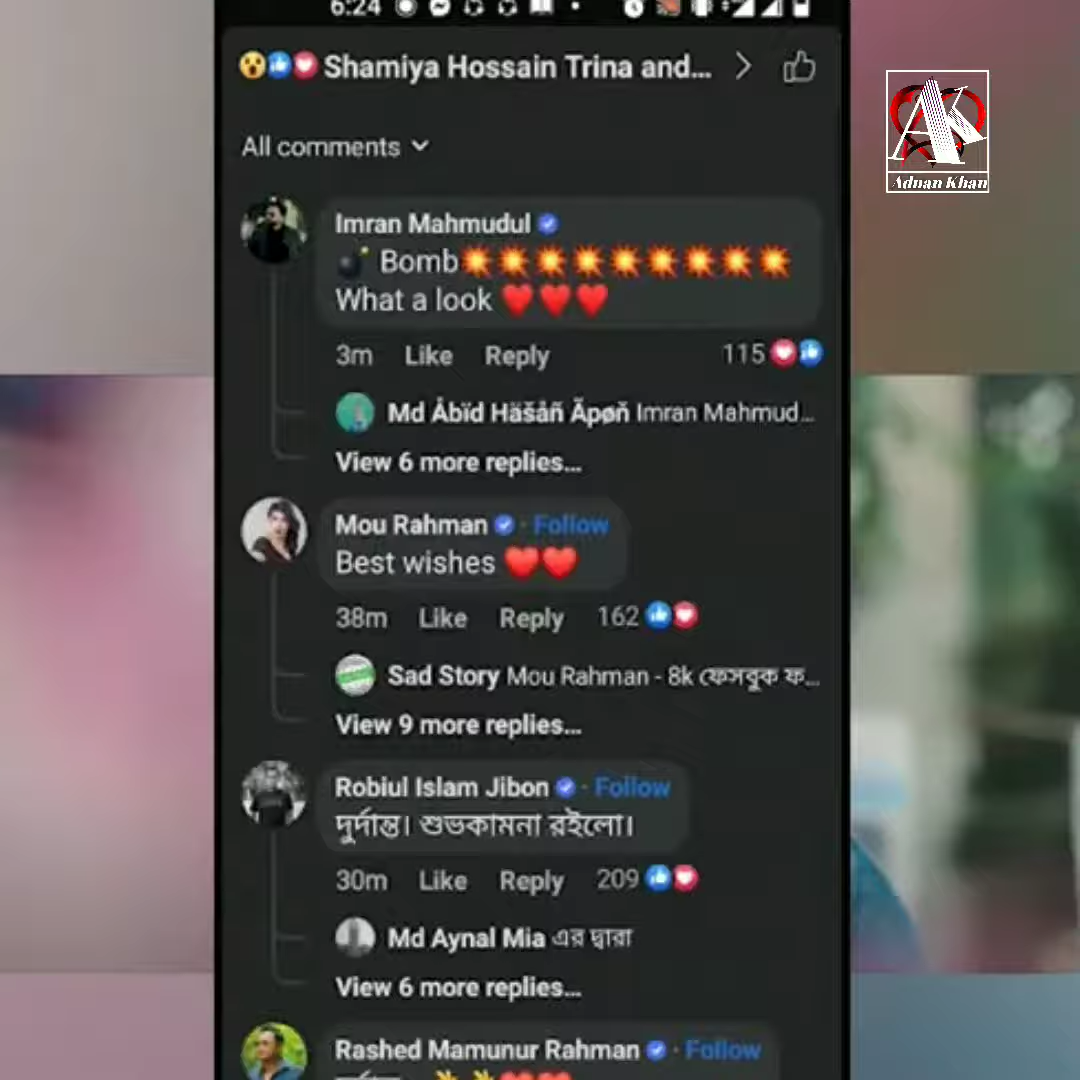 6:24
Shamiya Hossain Trina and...
All comments
Adnan Khan
Imran Mahmudul
Bomb
What a look
3m Like Reply 115
Md Åbïd Häšåñ Ãpøň Imran Mahmud...
View 6 more replies...
Mou Rahman · Follow
Best wishes
38m Like Reply 162
Sad Story Mou Rahman - 8k ফেসবুক ফ...
View 9 more replies...
Robiul Islam Jibon · Follow
দুর্দান্ত। শুভকামনা রইলো।
30m Like Reply 209
Md Aynal Mia এর দ্বারা
View 6 more replies...
Rashed Mamunur Rahman · Follow